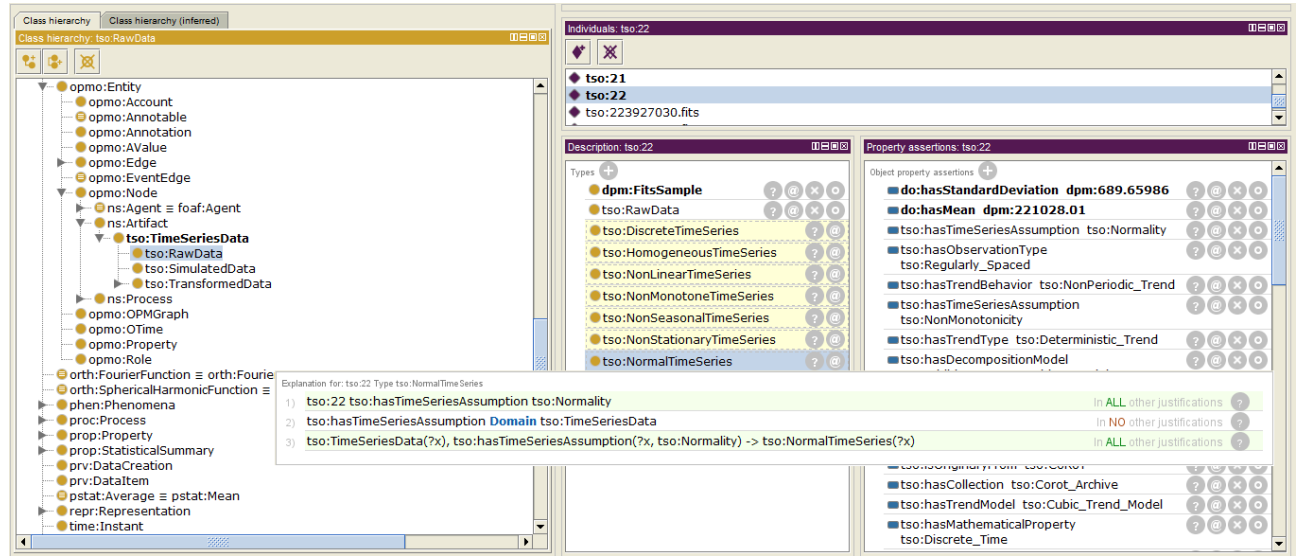 Class hierarchy
Class hierarchy (inferred)
Class hierarchy: tso:RawData
opmo:Entity
opmo:Account
opmo:Annotable
opmo:Annotation
opmo:AValue
opmo:Edge
opmo:EventEdge
opmo:Node
ns:Agent ≡ foaf:Agent
ns:Artifact
tso:TimeSeriesData
tso:RawData
tso:SimulatedData
tso:TransformedData
ns:Process
opmo:OPMGraph
opmo:OTime
opmo:Property
opmo:Role
orth:FourierFunction ≡ orth:Fourie
orth:SphericalHarmonicFunction ≡
phen:Phenomena
proc:Process
prop:Property
prop:StatisticalSummary
prv:DataCreation
prv:DataItem
pstat:Average ≡ pstat:Mean
repr:Representation
time:Instant
Individuals: tso:22
tso:21
tso:22
tso:223927030.fits
Description: tso:22
Types
dpm:FitsSample
tso:RawData
tso:DiscreteTimeSeries
tso:HomogeneousTimeSeries
tso:NonLinearTimeSeries
tso:NonMonotoneTimeSeries
tso:NonSeasonalTimeSeries
tso:NonStationaryTimeSeries
tso:NormalTimeSeries
Property assertions: tso:22
Object property assertions
do:hasStandardDeviation dpm:689.65986
do:hasMean dpm:221028.01
tso:hasTimeSeriesAssumption tso:Normality
tso:hasObservationType
tso:Regularly_Spaced
tso:hasTrendBehavior tso:NonPeriodic_Trend
tso:hasTimeSeriesAssumption
tso:NonMonotonicity
tso:hasTrendType tso:Deterministic_Trend
tso:hasDecompositionModel
Explanation for: tso:22 Type tso:NormalTimeSeries
1) tso:22 tso:hasTimeSeriesAssumption tso:Normality In ALL other justifications
2) tso:hasTimeSeriesAssumption Domain tso:TimeSeriesData In NO other justifications
3) tso:TimeSeriesData(?x), tso:hasTimeSeriesAssumption(?x, tso:Normality) -> tso:NormalTimeSeries(?x) In ALL other justifications
tso:hasCollection tso:Corot_Archive
tso:hasTrendModel tso:Cubic_Trend_Model
tso:hasMathematicalProperty
tso:Discrete_Time